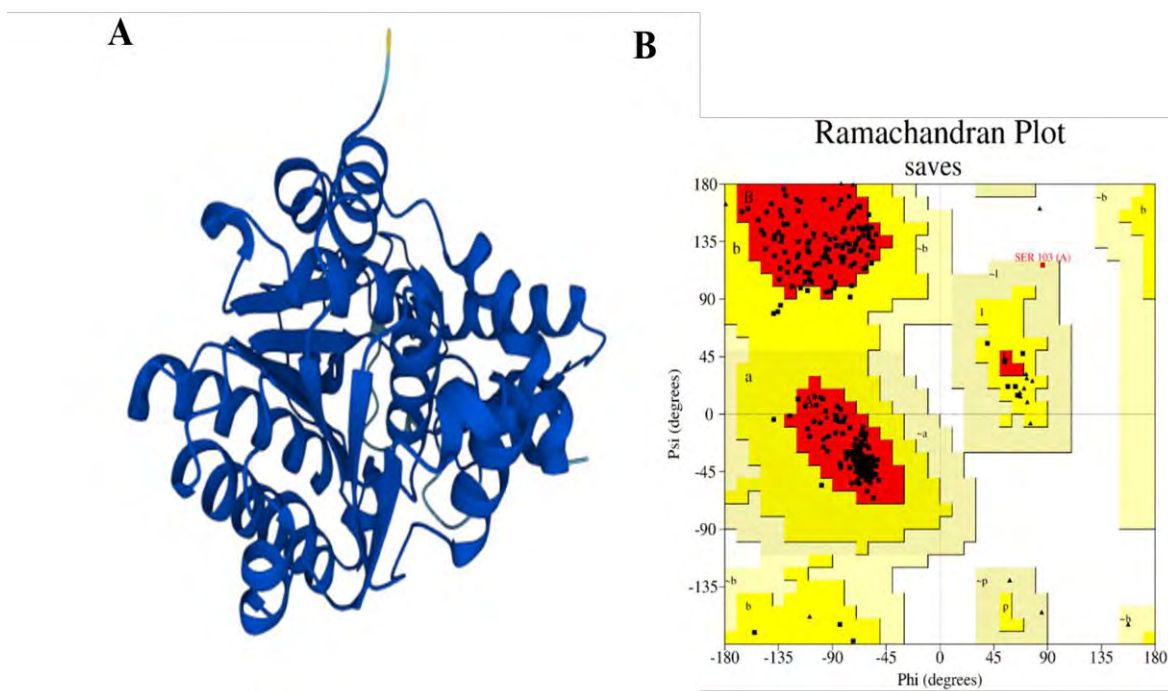 A
B
Ramachandran Plot
saves
180
135
90
45
0
-45
-90
-135
-180
-135
-90
-45
0
45
90
135
180
Psi (degrees)
Phi (degrees)
B
b
~b
~b
b
SER 103 (A)
~l
l
a
A
~a
~b
b
~p
p
~b